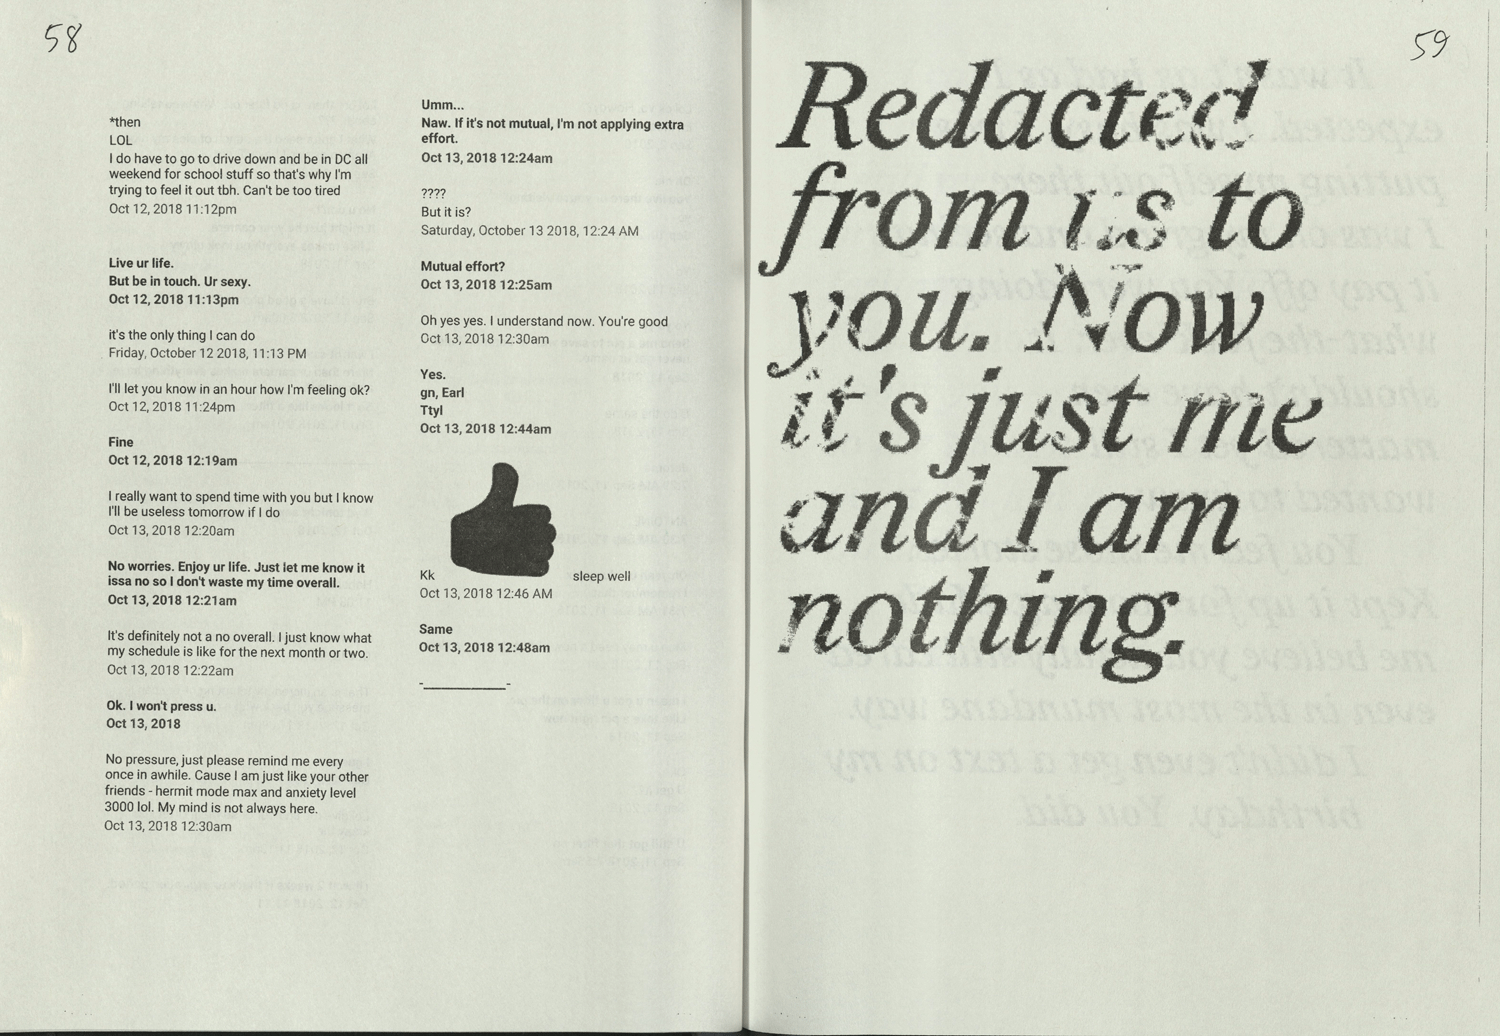 58
*then
LOL
I do have to go to drive down and be in DC all
weekend for school stuff so that's why I'm
trying to feel it out tbh. Can't be too tired
Oct 12, 2018 11:12pm
Live ur life.
But be in touch. Ur sexy.
Oct 12, 2018 11:13pm
it's the only thing I can do
Friday, October 12 2018, 11:13 PM
I'll let you know in an hour how I'm feeling ok?
Oct 12, 2018 11:24pm
Fine
Oct 12, 2018 12:19am
I really want to spend time with you but I know
I'll be useless tomorrow if I do
Oct 13, 2018 12:20am
No worries. Enjoy ur life. Just let me know it
issa no so I don't waste my time overall.
Oct 13, 2018 12:21am
It's definitely not a no overall. I just know what
my schedule is like for the next month or two.
Oct 13, 2018 12:22am
Ok. I won't press u.
Oct 13, 2018
No pressure, just please remind me every
once in awhile. Cause I am just like your other
friends - hermit mode max and anxiety level
3000 lol. My mind is not always here.
Oct 13, 2018 12:30am
Umm...
Naw. If it's not mutual, I'm not applying extra
effort.
Oct 13, 2018 12:24am
????
But it is?
Saturday, October 13 2018, 12:24 AM
Mutual effort?
Oct 13, 2018 12:25am
Oh yes yes. I understand now. You're good
Oct 13, 2018 12:30am
Yes.
gn, Earl
Ttyl
Oct 13, 2018 12:44am
Kk sleep well
Oct 13, 2018 12:46 AM
Same
Oct 13, 2018 12:48am
-____________-
59
Redacted
from us to
you. Now
it's just me
and I am
nothing.